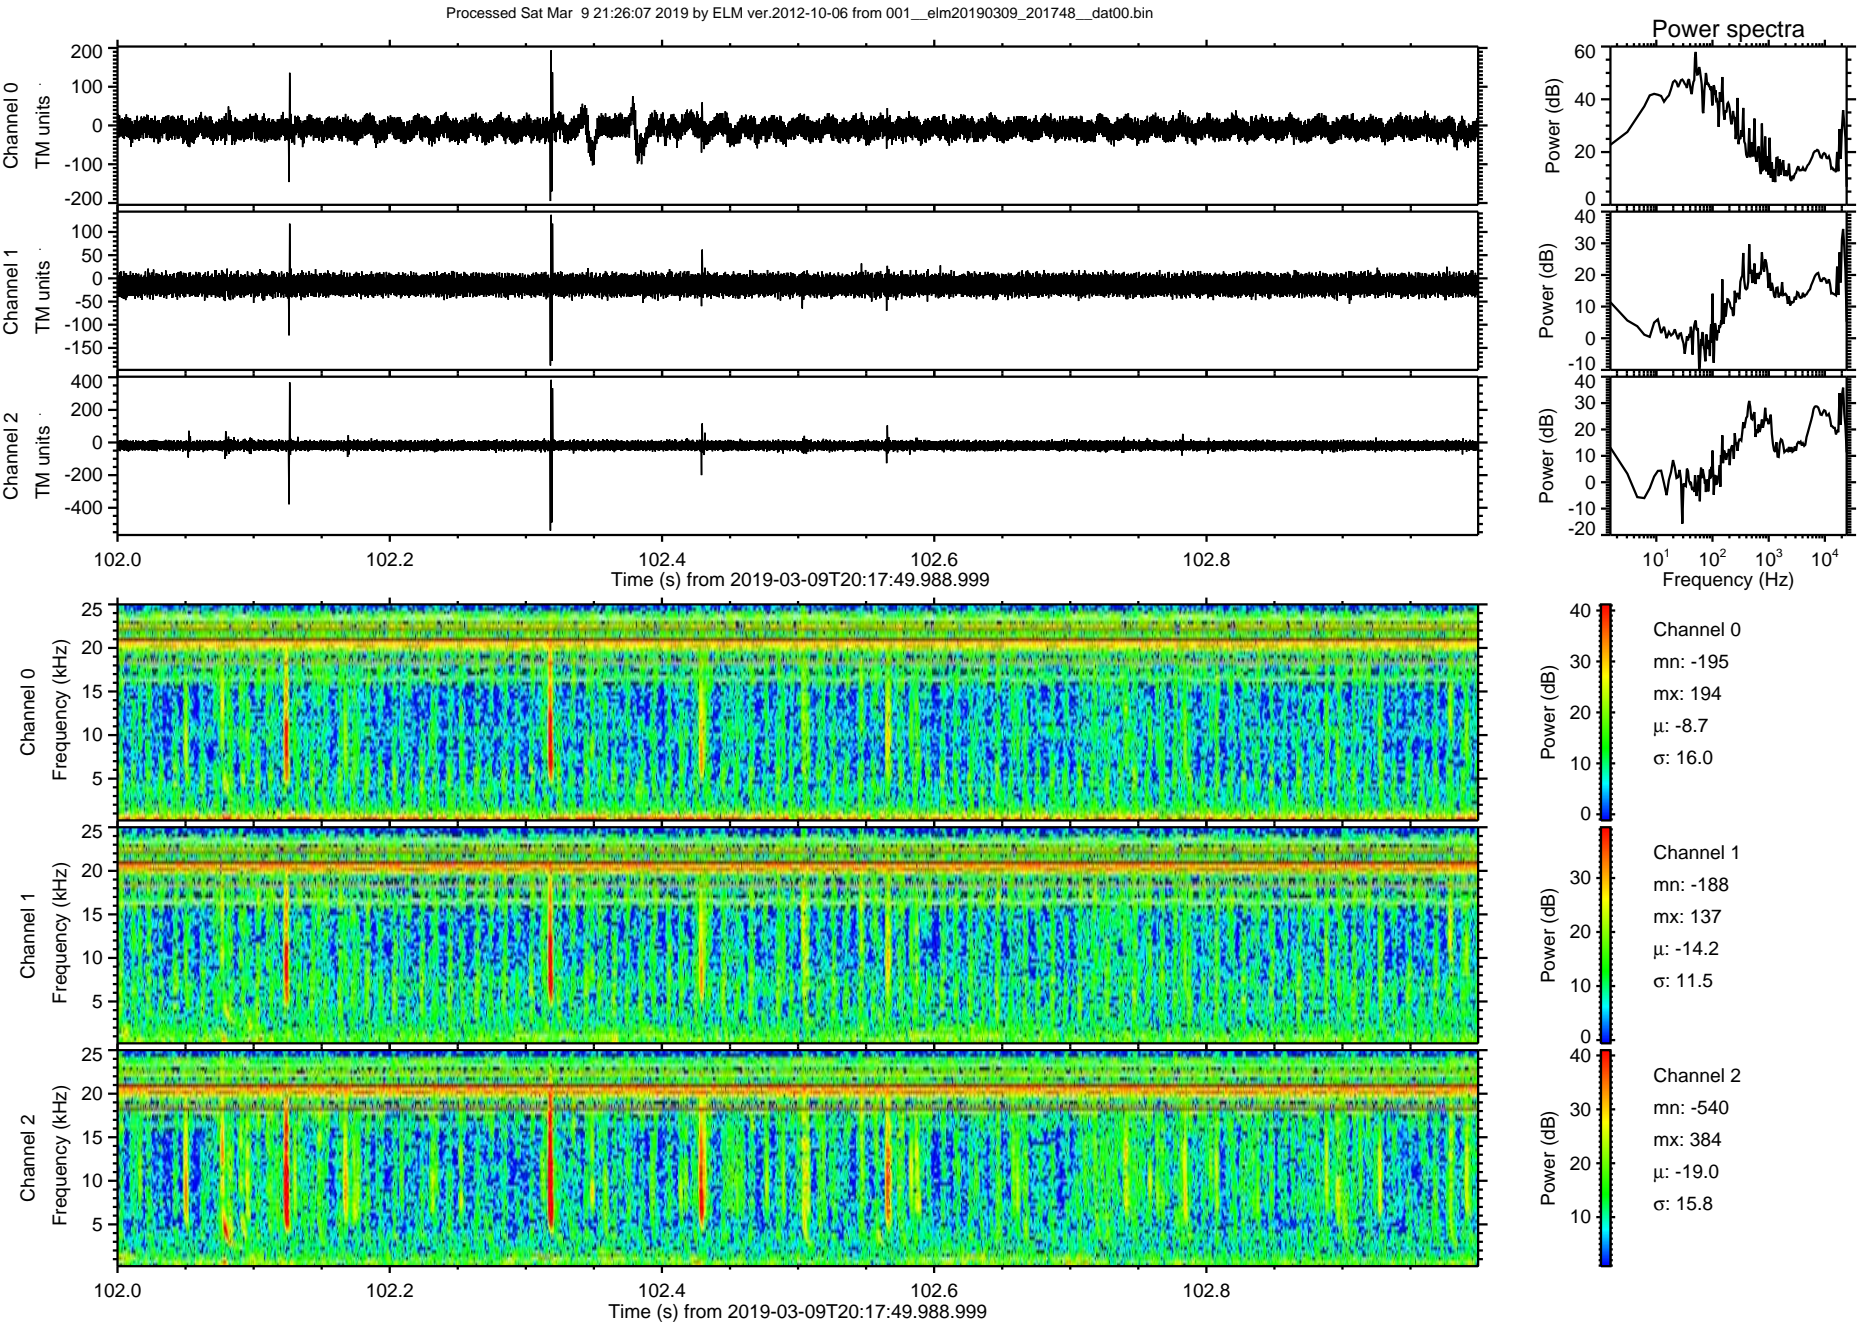 Processed Sat Mar 9 21:26:07 2019 by ELM ver.2012-10-06 from 001__elm20190309_201748__dat00.bin
Power spectra
Channel 0
TM units
200
100
0
-100
-200
Power (dB)
60
40
20
0
Channel 1
TM units
100
50
0
-50
-100
-150
Power (dB)
40
30
20
10
0
-10
Channel 2
TM units
400
200
0
-200
-400
Power (dB)
40
30
20
10
0
-10
-20
102.0 102.2 102.4 102.6 102.8
Time (s) from 2019-03-09T20:17:49.988.999
10^1 10^2 10^3 10^4
Frequency (Hz)
Channel 0
Frequency (kHz)
25
20
15
10
5
Power (dB)
40
30
20
10
0
Channel 0
mn: -195
mx: 194
μ: -8.7
σ: 16.0
Channel 1
Frequency (kHz)
25
20
15
10
5
Power (dB)
30
20
10
0
Channel 1
mn: -188
mx: 137
μ: -14.2
σ: 11.5
Channel 2
Frequency (kHz)
25
20
15
10
5
Power (dB)
40
30
20
10
Channel 2
mn: -540
mx: 384
μ: -19.0
σ: 15.8
102.0 102.2 102.4 102.6 102.8
Time (s) from 2019-03-09T20:17:49.988.999